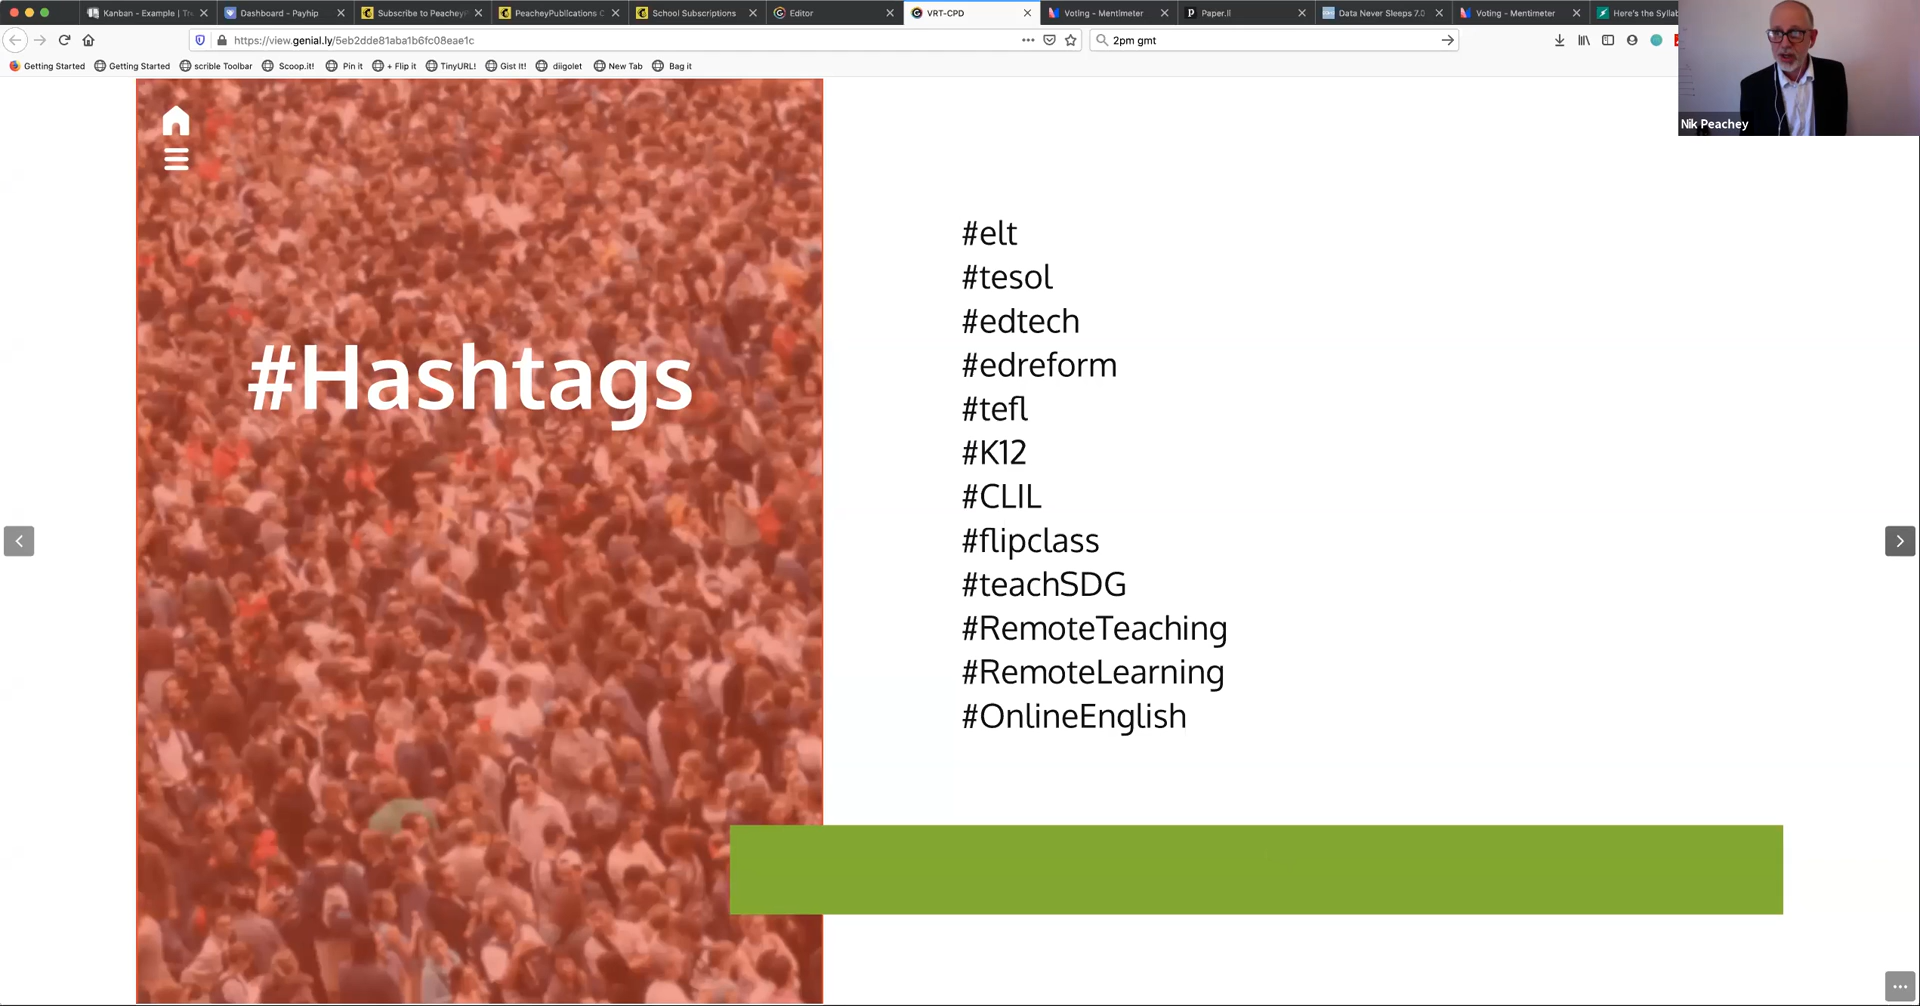 Kanban - Example | Tr
Dashboard - Payhip
Subscribe to Peachey
PeacheyPublications
School Subscriptions
Editor
VRT-CPD
Voting - Mentimeter
Paper.li
Data Never Sleeps 7.0
Voting - Mentimeter
Here's the Sylla
https://view.genial.ly/5eb2dde81aba1b6fc08eae1c
2pm gmt
Getting Started
Getting Started
scrible Toolbar
Scoop.it!
Pin it
+ Flip it
TinyURL!
Gist It!
diigolet
New Tab
Bag it
Nik Peachey
#Hashtags
#elt
#tesol
#edtech
#edreform
#tefl
#K12
#CLIL
#flipclass
#teachSDG
#RemoteTeaching
#RemoteLearning
#OnlineEnglish